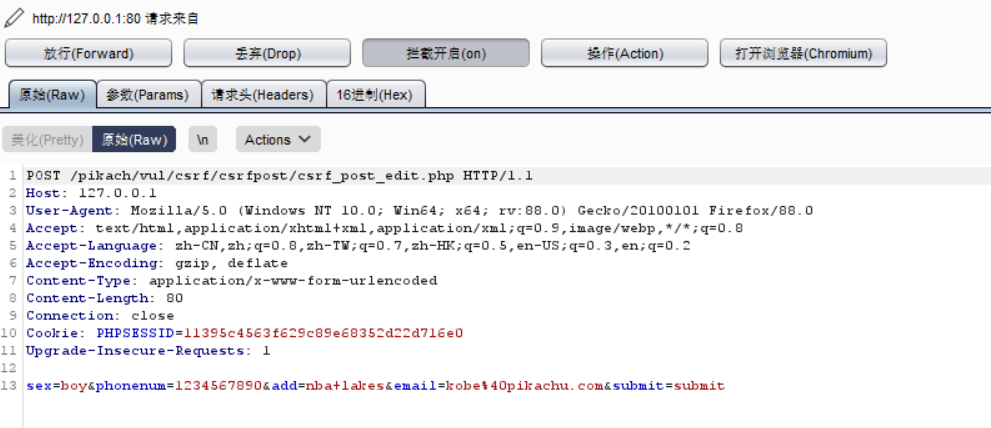 http://127.0.0.1:80 请求来自
放行(Forward) 丢弃(Drop) 拦截开启(on) 操作(Action) 打开浏览器(Chromium)
原始(Raw) 参数(Params) 请求头(Headers) 16进制(Hex)
美化(Pretty) 原始(Raw) \n Actions
1 POST /pikach/vul/csrf/csrfpost/csrf_post_edit.php HTTP/1.1
2 Host: 127.0.0.1
3 User-Agent: Mozilla/5.0 (Windows NT 10.0; Win64; x64; rv:88.0) Gecko/20100101 Firefox/88.0
4 Accept: text/html,application/xhtml+xml,application/xml;q=0.9,image/webp,*/*;q=0.8
5 Accept-Language: zh-CN,zh;q=0.8,zh-TW;q=0.7,zh-HK;q=0.5,en-US;q=0.3,en;q=0.2
6 Accept-Encoding: gzip, deflate
7 Content-Type: application/x-www-form-urlencoded
8 Content-Length: 80
9 Connection: close
10 Cookie: PHPSESSID=11395c4563f629c89e68352d22d716e0
11 Upgrade-Insecure-Requests: 1
12
13 sex=boy&phonenum=1234567890&add=nba+lakes&email=kobe%40pikachu.com&submit=submit